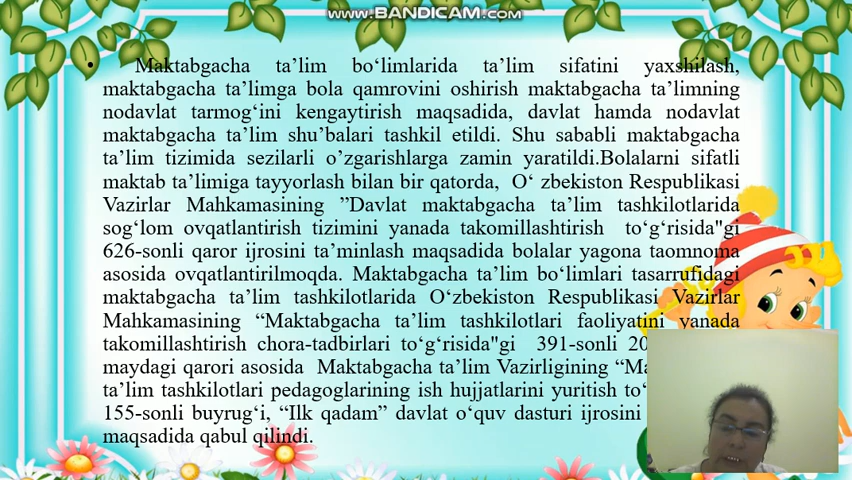 www.BANDICAM.com
• Maktabgacha ta’lim bo‘limlarida ta’lim sifatini yaxshilash,
maktabgacha ta’limga bola qamrovini oshirish maktabgacha ta’limning
nodavlat tarmog‘ini kengaytirish maqsadida, davlat hamda nodavlat
maktabgacha ta’lim shu’balari tashkil etildi. Shu sababli maktabgacha
ta’lim tizimida sezilarli o’zgarishlarga zamin yaratildi.Bolalarni sifatli
maktab ta’limiga tayyorlash bilan bir qatorda, O‘ zbekiston Respublikasi
Vazirlar Mahkamasining ”Davlat maktabgacha ta’lim tashkilotlarida
sog‘lom ovqatlantirish tizimini yanada takomillashtirish to‘g‘risida"gi
626-sonli qaror ijrosini ta’minlash maqsadida bolalar yagona taomnoma
asosida ovqatlantirilmoqda. Maktabgacha ta’lim bo‘limlari tasarrufidagi
maktabgacha ta’lim tashkilotlarida O‘zbekiston Respublikasi Vazirlar
Mahkamasining “Maktabgacha ta’lim tashkilotlari faoliyatini yanada
takomillashtirish chora-tadbirlari to‘g‘risida"gi 391-sonli
maydagi qarori asosida Maktabgacha ta’lim Vazirligining
ta’lim tashkilotlari pedagoglarining ish hujjatlarini yuritish
155-sonli buyrug‘i, “Ilk qadam” davlat o‘quv dasturi ijrosini
maqsadida qabul qilindi.